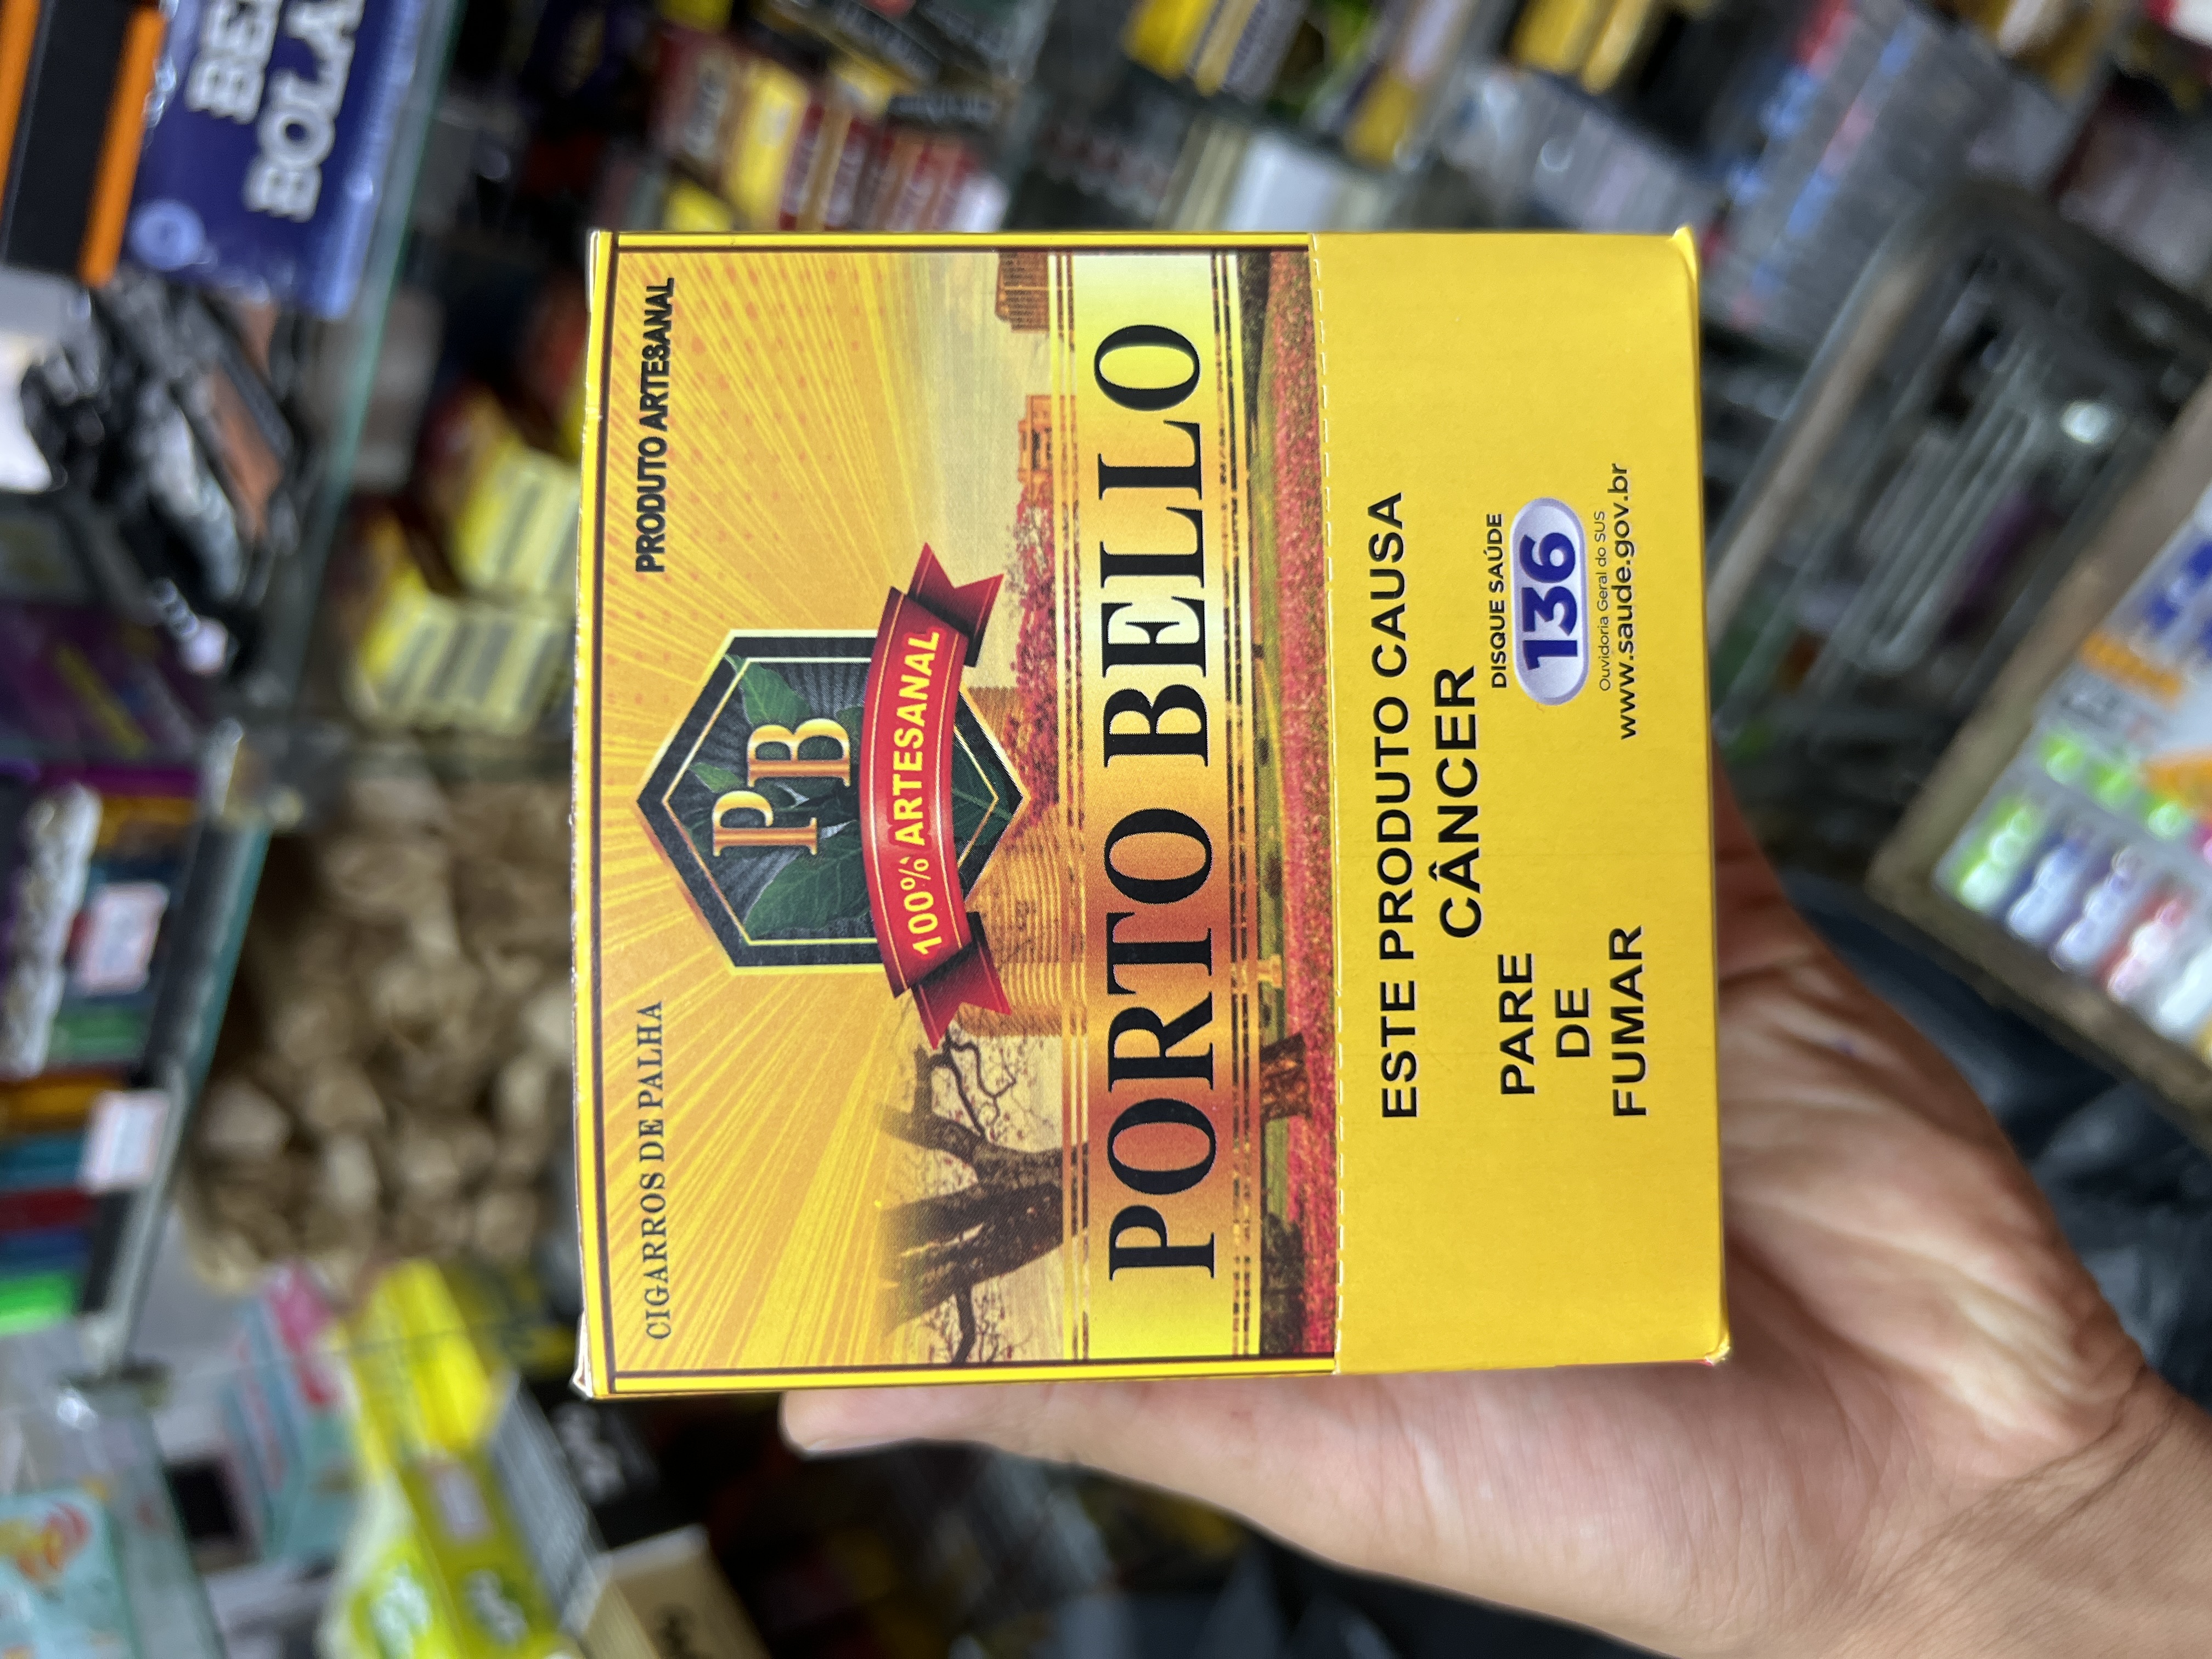 CIGARROS DE PALHA
PRODUTO ARTESANAL
PB
100% ARTESANAL
PORTO BELLO
ESTE PRODUTO CAUSA
CÂNCER
PARE
DE
FUMAR
DISQUE SAÚDE
136
Ouvidoria Geral do SUS
www.saude.gov.br